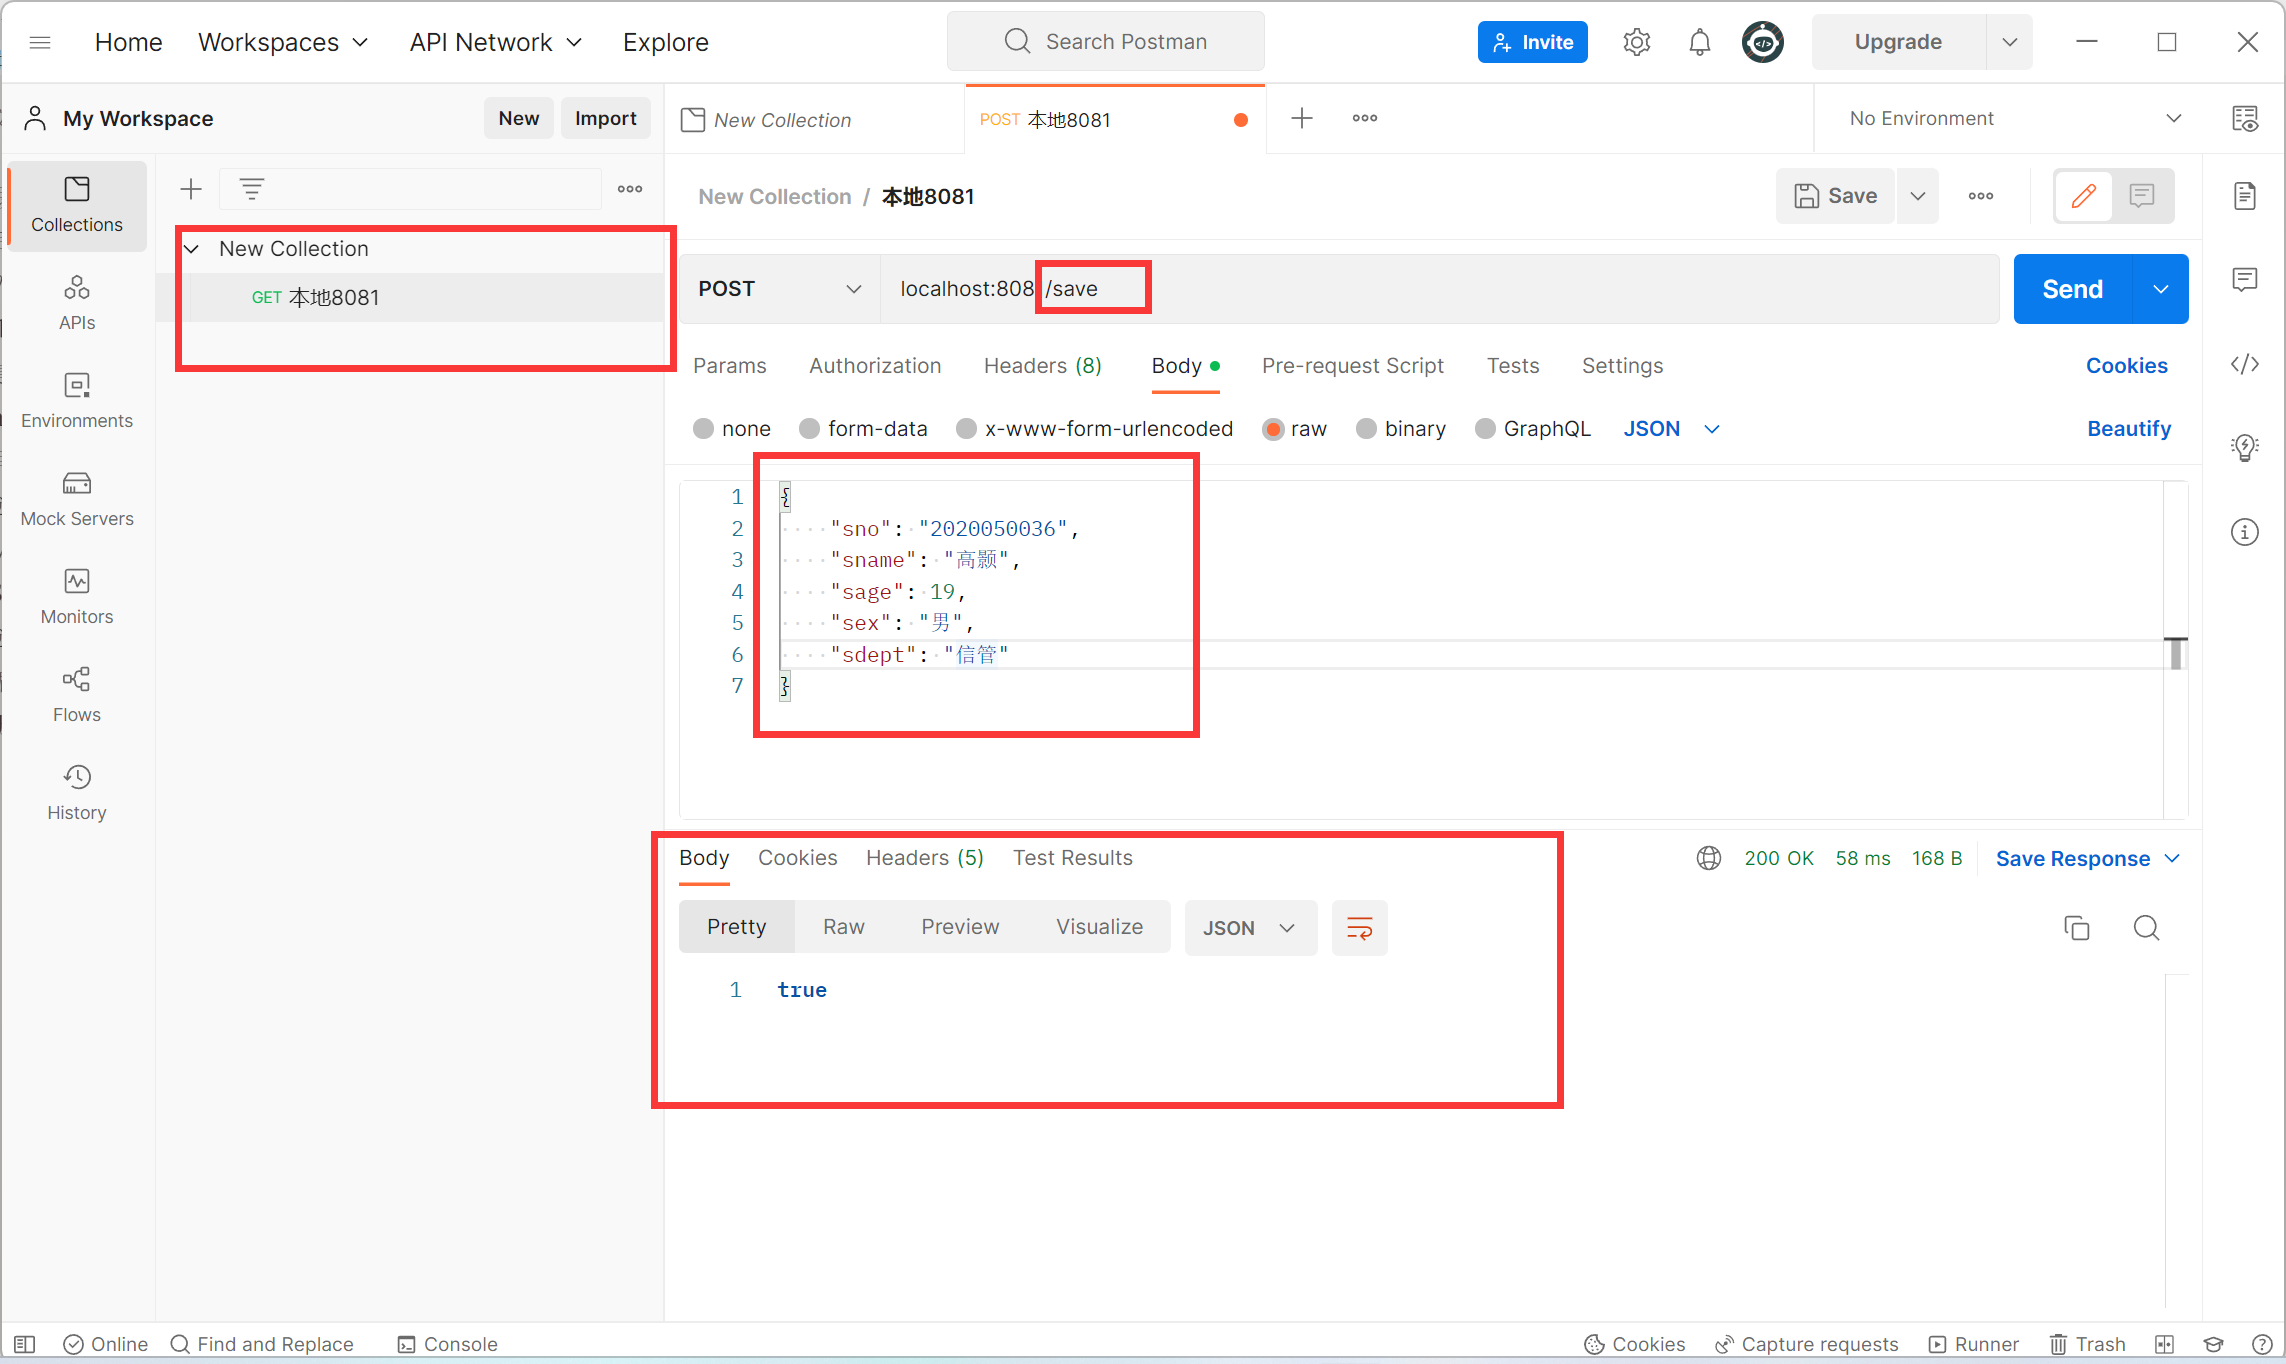 Home Workspaces API Network Explore Search Postman Invite Upgrade
My Workspace New Import New Collection POST 本地8081 No Environment
Collections
APIs
Environments
Mock Servers
Monitors
Flows
History
New Collection
GET 本地8081
New Collection / 本地8081 Save
POST localhost:808 /save Send
Params Authorization Headers (8) Body Pre-request Script Tests Settings Cookies
none form-data x-www-form-urlencoded raw binary GraphQL JSON Beautify
1 {
2 "sno": "2020050036",
3 "sname": "高颢",
4 "sage": 19,
5 "sex": "男",
6 "sdept": "信管"
7 }
Body Cookies Headers (5) Test Results 200 OK 58 ms 168 B Save Response
Pretty Raw Preview Visualize JSON
1 true
Online Find and Replace Console Cookies Capture requests Runner Trash